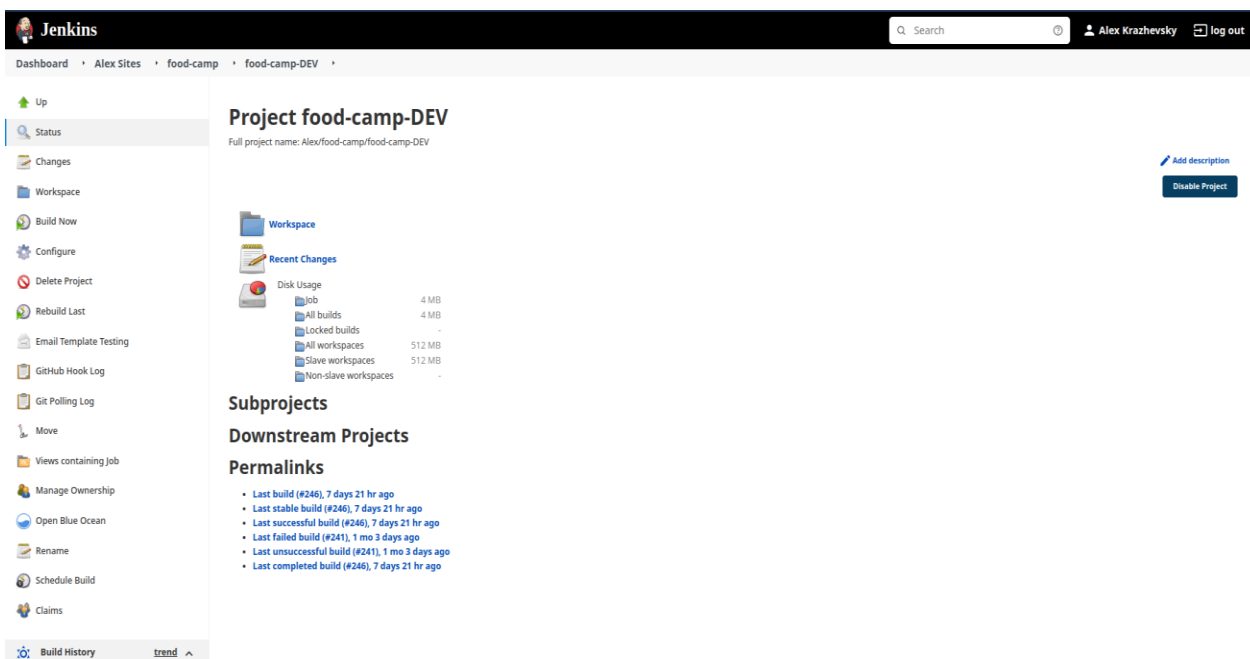 Jenkins
Search
Alex Krazhevsky
log out
Dashboard
Alex Sites
food-camp
food-camp-DEV
Up
Status
Changes
Workspace
Build Now
Configure
Delete Project
Rebuild Last
Email Template Testing
GitHub Hook Log
Git Polling Log
Move
Views containing Job
Manage Ownership
Open Blue Ocean
Rename
Schedule Build
Claims
Build History
trend
Project food-camp-DEV
Full project name: Alex/food-camp/food-camp-DEV
Add description
Disable Project
Workspace
Recent Changes
Disk Usage
Job 4 MB
All builds 4 MB
Locked builds -
All workspaces 512 MB
Slave workspaces 512 MB
Non-slave workspaces -
Subprojects
Downstream Projects
Permalinks
• Last build (#246), 7 days 21 hr ago
• Last stable build (#246), 7 days 21 hr ago
• Last successful build (#246), 7 days 21 hr ago
• Last failed build (#241), 1 mo 3 days ago
• Last unsuccessful build (#241), 1 mo 3 days ago
• Last completed build (#246), 7 days 21 hr ago